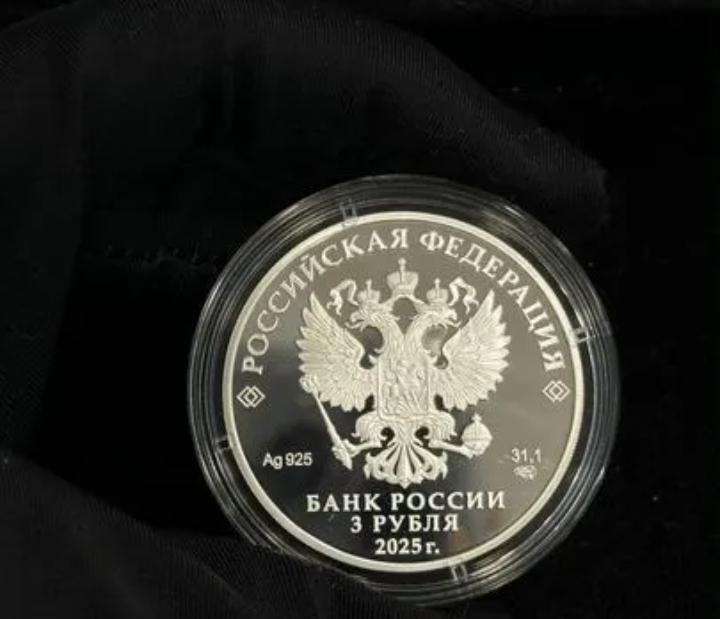 РОССИЙСКАЯ ФЕДЕРАЦИЯ
Ag 925
31,1
БАНК РОССИИ
3 РУБЛЯ
2025 г.